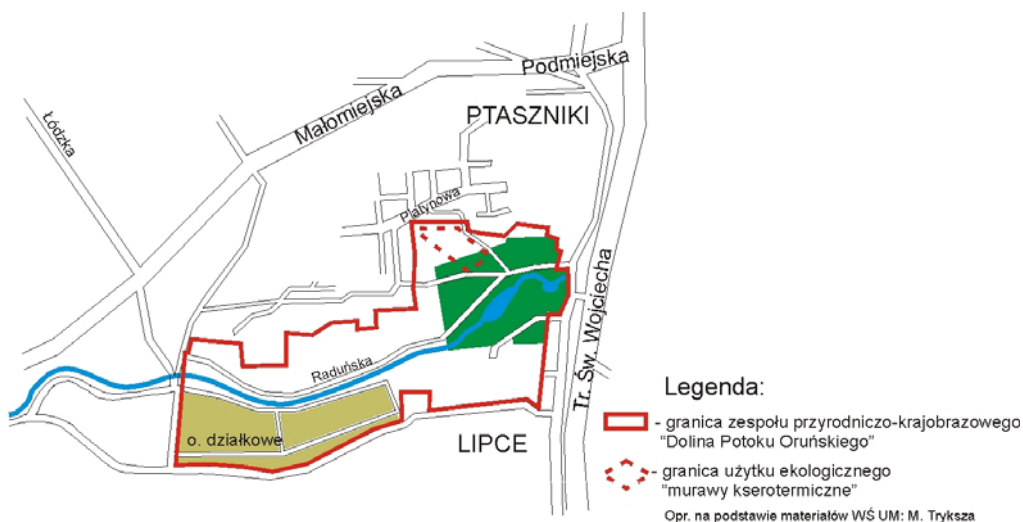 Podmiejska
Małomiejska
PTASZNIKI
Łódzka
Platynowa
Tr. Św. Wojciecha
Raduńska
o. działkowe
LIPCE
Legenda:
- granica zespołu przyrodniczo-krajobrazowego
"Dolina Potoku Oruńskiego"
- granica użytku ekologicznego
"murawy kserotermiczne"
Opr. na podstawie materiałów WŚ UM: M. Tryksza